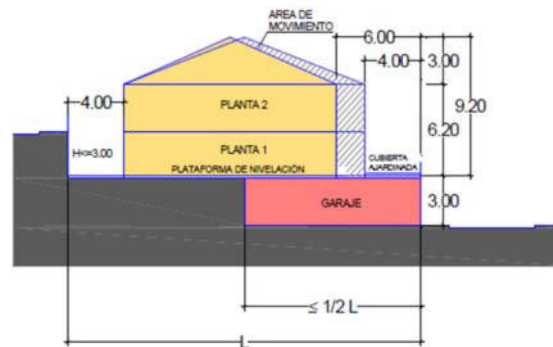 AREA DE
MOVIMIENTO
6.00
4.00
3.00
4.00
9.20
PLANTA 2
6.20
H<=3.00
PLANTA 1
PLATAFORMA DE NIVELACIÓN
CUBIERTA
AJARDINADA
GARAJE
3.00
≤ 1/2 L
L